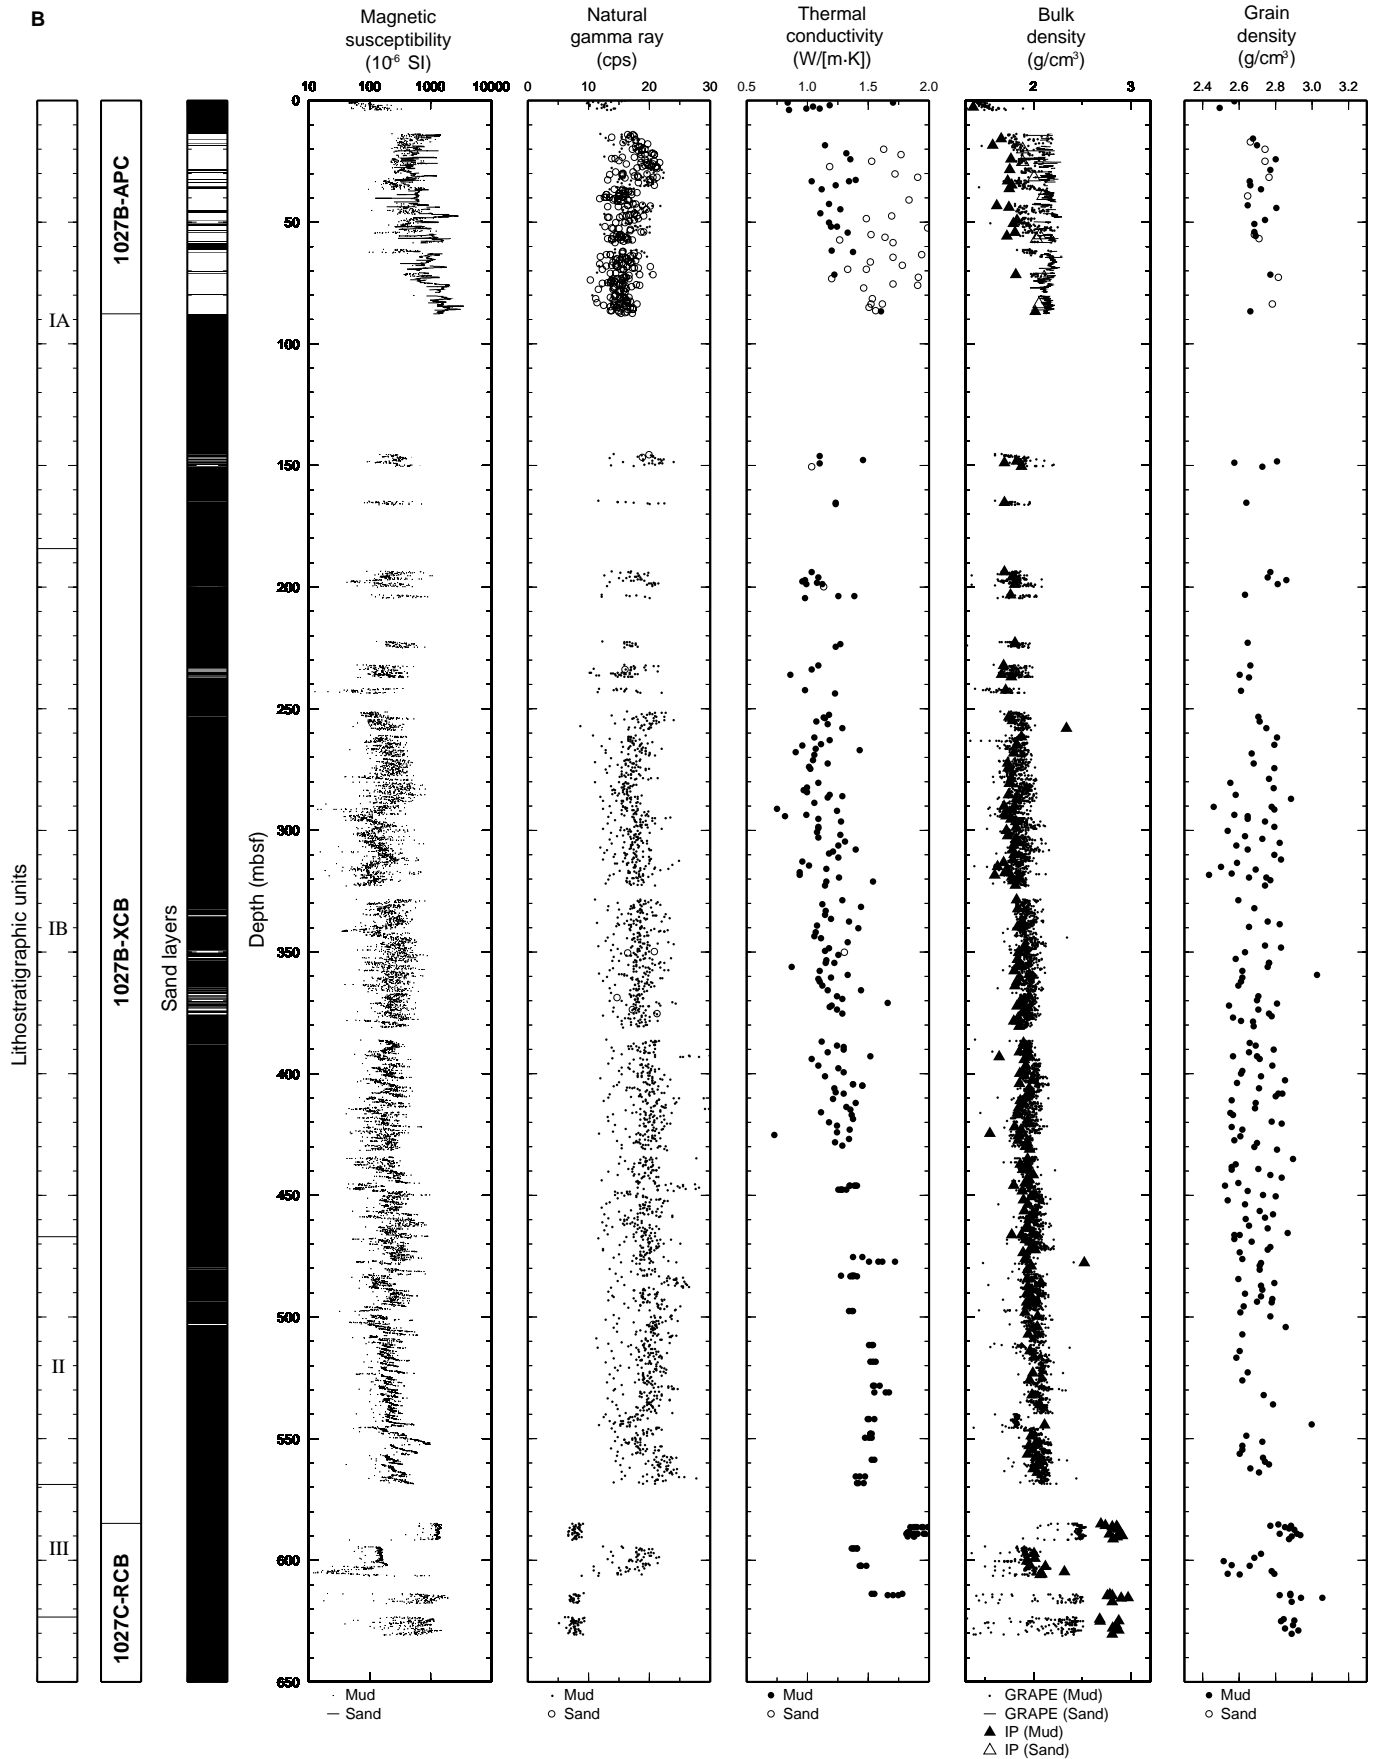 B
Magnetic
susceptibility
(10⁻⁶ SI)
Natural
gamma ray
(cps)
Thermal
conductivity
(W/[m·K])
Bulk
density
(g/cm³)
Grain
density
(g/cm³)
10 100 1000 10000
0 10 20 30
0.5 1.0 1.5 2.0
2 3
2.4 2.6 2.8 3.0 3.2
0
50
100
150
200
250
300
350
400
450
500
550
600
650
Lithostratigraphic units
IA
IB
II
III
1027B-APC
1027B-XCB
1027C-RCB
Sand layers
Depth (mbsf)
Mud
Sand
Mud
Sand
Mud
Sand
GRAPE (Mud)
GRAPE (Sand)
IP (Mud)
IP (Sand)
Mud
Sand